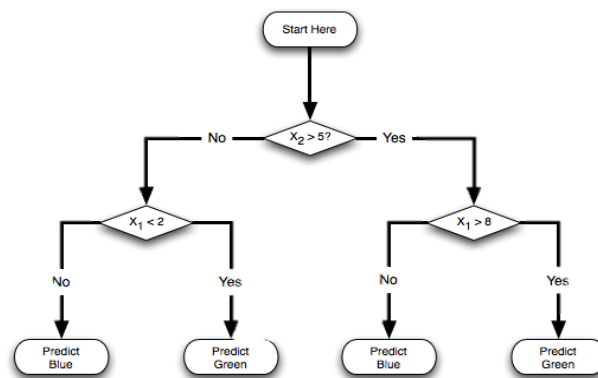 Start Here
X2 > 5?
No
Yes
X1 < 2
X1 > 8
No
Yes
No
Yes
Predict
Blue
Predict
Green
Predict
Blue
Predict
Green